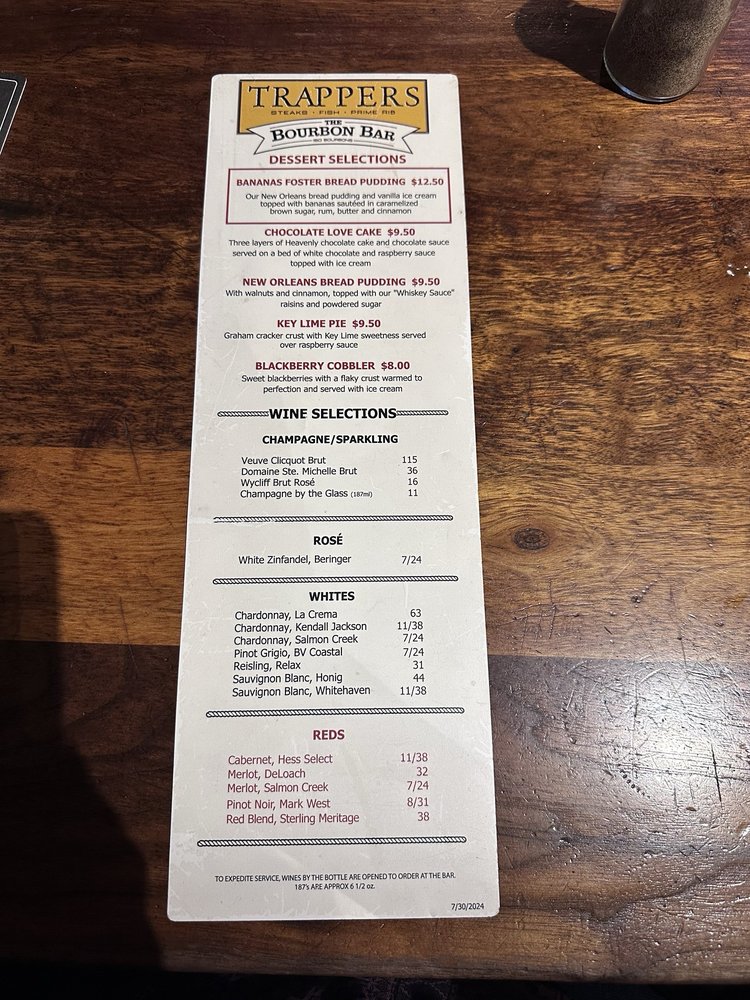 TRAPPERS
STEAKS · FISH · PRIME RIB
THE
BOURBON BAR
150 BOURBONS
DESSERT SELECTIONS
BANANAS FOSTER BREAD PUDDING $12.50
Our New Orleans bread pudding and vanilla ice cream
topped with bananas sautéed in caramelized
brown sugar, rum, butter and cinnamon
CHOCOLATE LOVE CAKE $9.50
Three layers of Heavenly chocolate cake and chocolate sauce
served on a bed of white chocolate and raspberry sauce
topped with ice cream
NEW ORLEANS BREAD PUDDING $9.50
With walnuts and cinnamon, topped with our "Whiskey Sauce"
raisins and powdered sugar
KEY LIME PIE $9.50
Graham cracker crust with Key Lime sweetness served
over raspberry sauce
BLACKBERRY COBBLER $8.00
Sweet blackberries with a flaky crust warmed to
perfection and served with ice cream
WINE SELECTIONS
CHAMPAGNE/SPARKLING
Veuve Clicquot Brut 115
Domaine Ste. Michelle Brut 36
Wycliff Brut Rosé 16
Champagne by the Glass (187ml) 11
ROSÉ
White Zinfandel, Beringer 7/24
WHITES
Chardonnay, La Crema 63
Chardonnay, Kendall Jackson 11/38
Chardonnay, Salmon Creek 7/24
Pinot Grigio, BV Coastal 7/24
Reisling, Relax 31
Sauvignon Blanc, Honig 44
Sauvignon Blanc, Whitehaven 11/38
REDS
Cabernet, Hess Select 11/38
Merlot, DeLoach 32
Merlot, Salmon Creek 7/24
Pinot Noir, Mark West 8/31
Red Blend, Sterling Meritage 38
TO EXPEDITE SERVICE, WINES BY THE BOTTLE ARE OPENED TO ORDER AT THE BAR.
187's ARE APPROX 6 1/2 oz.
7/30/2024